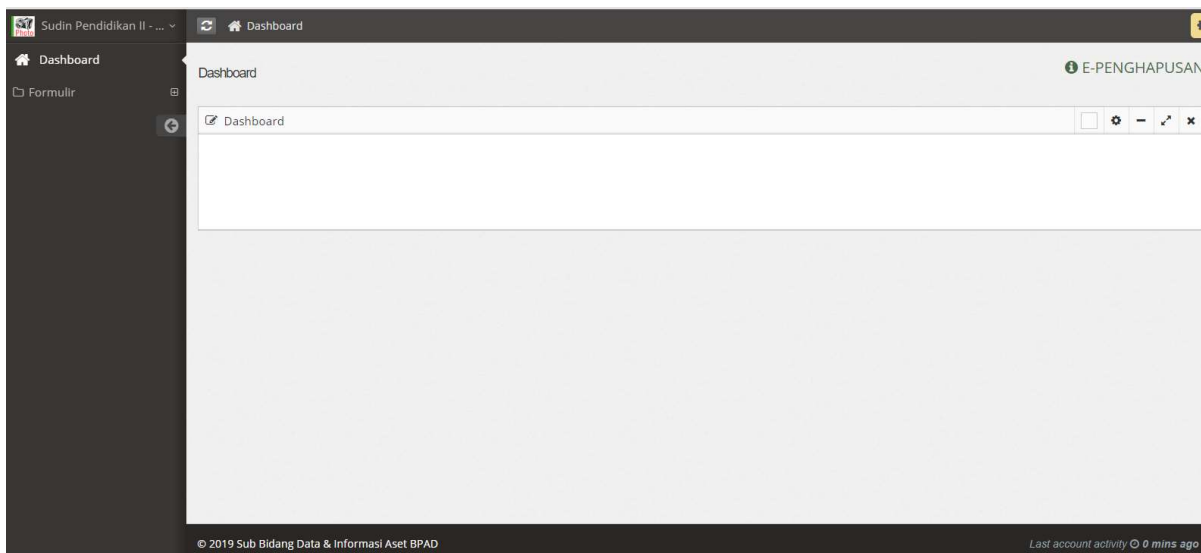 Photo
Sudin Pendidikan II - ...
Dashboard
Dashboard
Formulir
Dashboard
E-PENGHAPUSAN
Dashboard
© 2019 Sub Bidang Data & Informasi Aset BPAD
Last account activity 0 mins ago